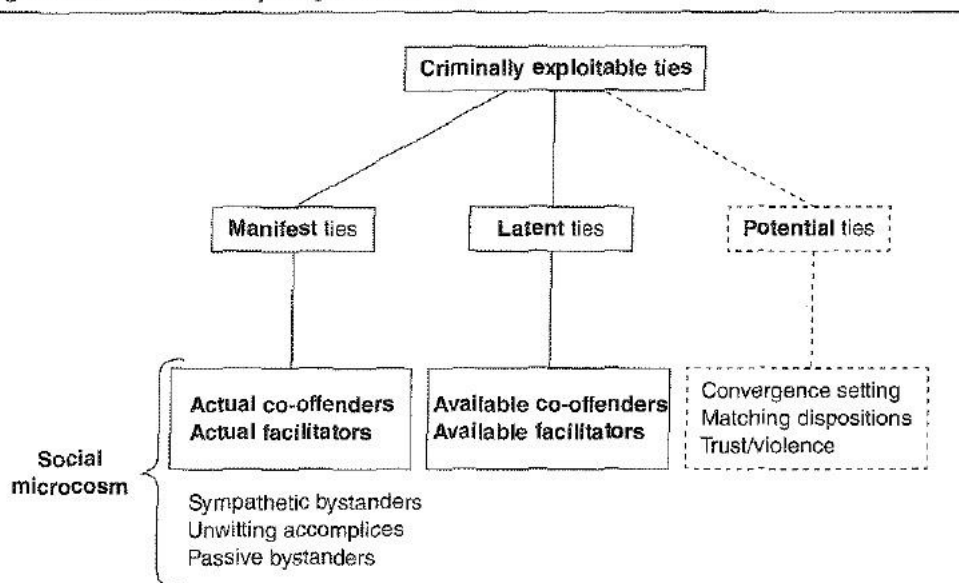 Criminally exploitable ties
Manifest ties
Latent ties
Potential ties
Actual co-offenders
Actual facilitators
Available co-offenders
Available facilitators
Convergence setting
Matching dispositions
Trust/violence
Social
microcosm
Sympathetic bystanders
Unwitting accomplices
Passive bystanders